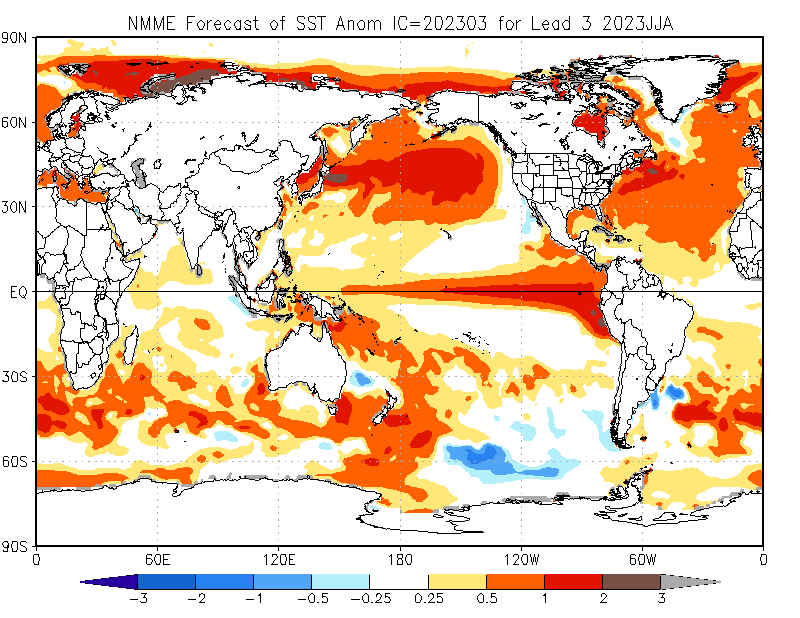 NMME Forecast of SST Anom IC=202303 for Lead 3 2023JJA
90N
60N
30N
EQ
30S
60S
90S
0 60E 120E 180 120W 60W 0
-3 -2 -1 -0.5 -0.25 0.25 0.5 1 2 3